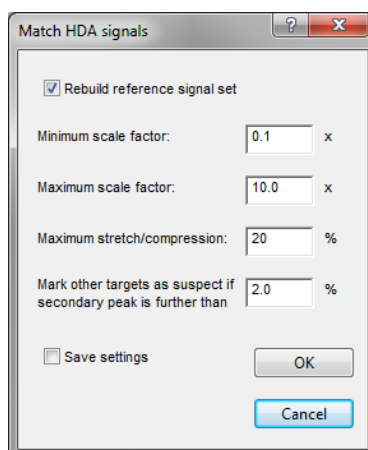 Match HDA signals
?
Rebuild reference signal set
Minimum scale factor: 0.1 x
Maximum scale factor: 10.0 x
Maximum stretch/compression: 20 %
Mark other targets as suspect if
secondary peak is further than 2.0 %
Save settings OK
Cancel